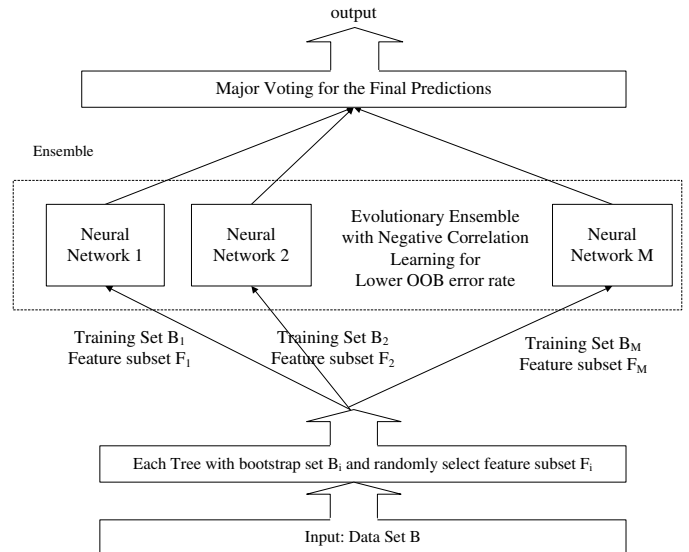 output
Major Voting for the Final Predictions
Ensemble
Neural
Network 1
Neural
Network 2
Evolutionary Ensemble
with Negative Correlation
Learning for
Lower OOB error rate
Neural
Network M
Training Set B₁
Feature subset F₁
Training Set B₂
Feature subset F₂
Training Set Bₘ
Feature subset Fₘ
Each Tree with bootstrap set Bᵢ and randomly select feature subset Fᵢ
Input: Data Set B